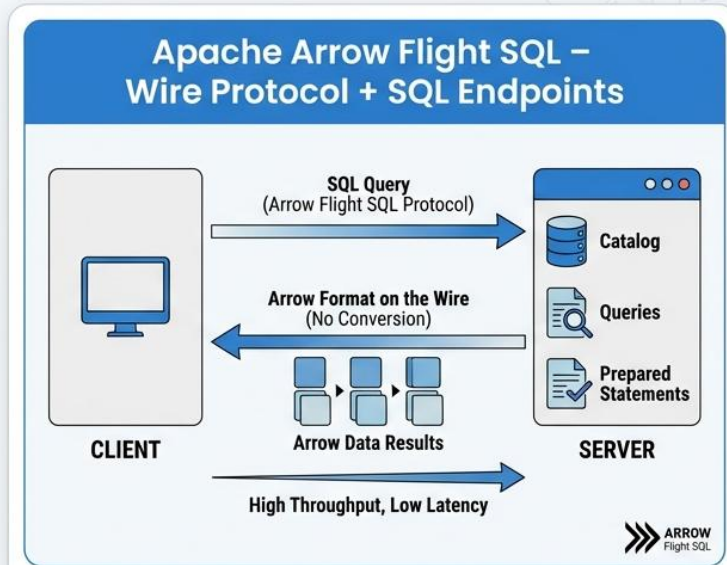 Apache Arrow Flight SQL –
Wire Protocol + SQL Endpoints
SQL Query
(Arrow Flight SQL Protocol)
Catalog
Arrow Format on the Wire
(No Conversion)
Queries
Prepared
Statements
Arrow Data Results
CLIENT
SERVER
High Throughput, Low Latency
ARROW
Flight SQL